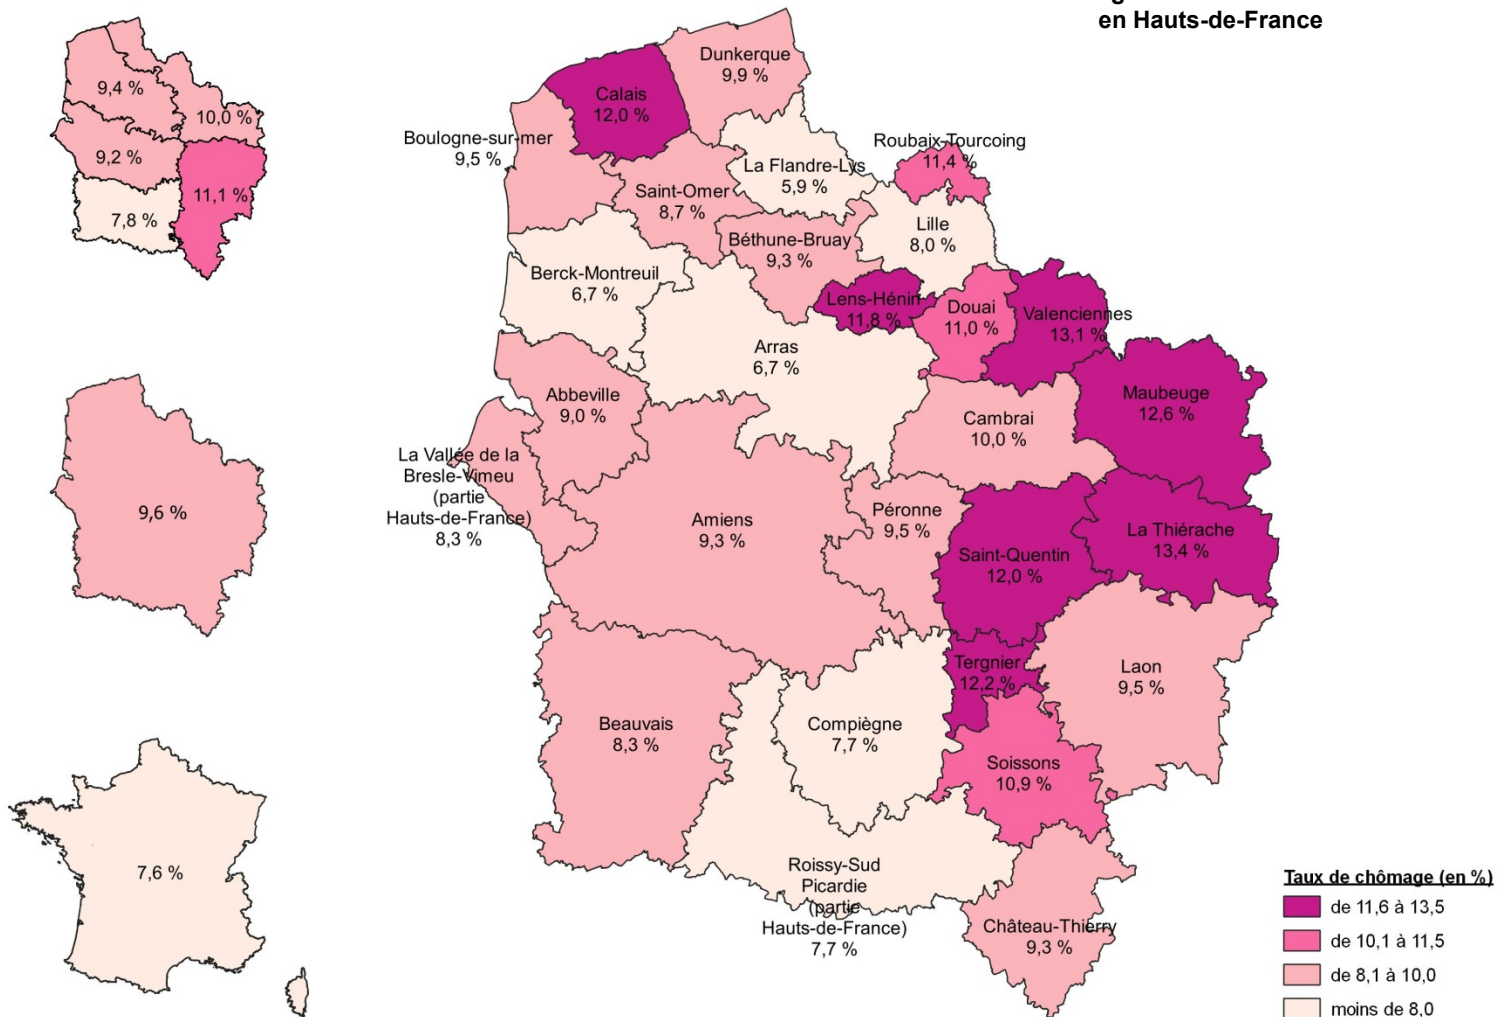 en Hauts-de-France
9,4 %
10,0 %
9,2 %
11,1 %
7,8 %
9,6 %
7,6 %
Dunkerque
9,9 %
Calais
12,0 %
Boulogne-sur-mer
9,5 %
Roubaix-Tourcoing
11,4 %
La Flandre-Lys
5,9 %
Saint-Omer
8,7 %
Lille
8,0 %
Béthune-Bruay
9,3 %
Berck-Montreuil
6,7 %
Lens-Hénin
11,8 %
Douai
11,0 %
Valenciennes
13,1 %
Arras
6,7 %
Maubeuge
12,6 %
Abbeville
9,0 %
Cambrai
10,0 %
La Vallée de la
Bresle-Vimeu
(partie
Hauts-de-France)
8,3 %
Amiens
9,3 %
Péronne
9,5 %
Saint-Quentin
12,0 %
La Thiérache
13,4 %
Tergnier
12,2 %
Laon
9,5 %
Beauvais
8,3 %
Compiègne
7,7 %
Soissons
10,9 %
Roissy-Sud
Picardie
(partie
Hauts-de-France)
7,7 %
Château-Thierry
9,3 %
Taux de chômage (en %)
de 11,6 à 13,5
de 10,1 à 11,5
de 8,1 à 10,0
moins de 8,0